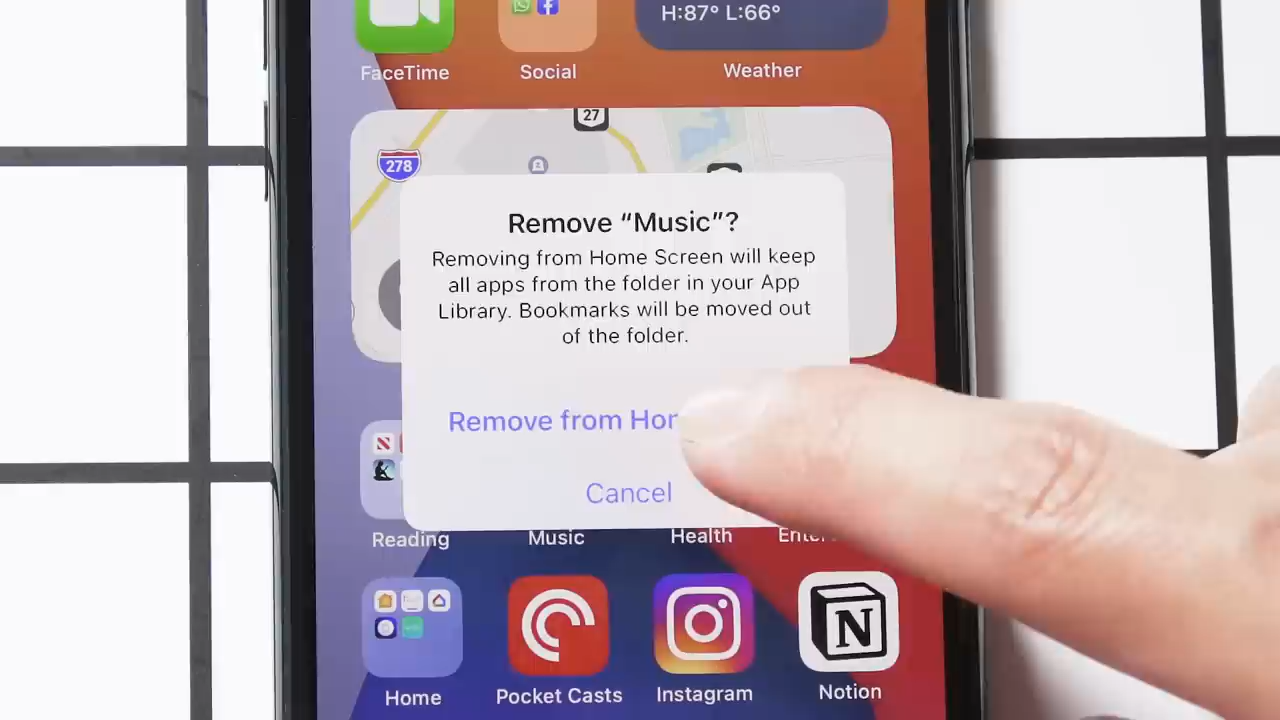 H:87° L:66°
FaceTime
Social
Weather
27
278
Remove “Music”?
Removing from Home Screen will keep
all apps from the folder in your App
Library. Bookmarks will be moved out
of the folder.
Remove from Hor
Cancel
Reading
Music
Health
N
Home
Pocket Casts
Instagram
Notion